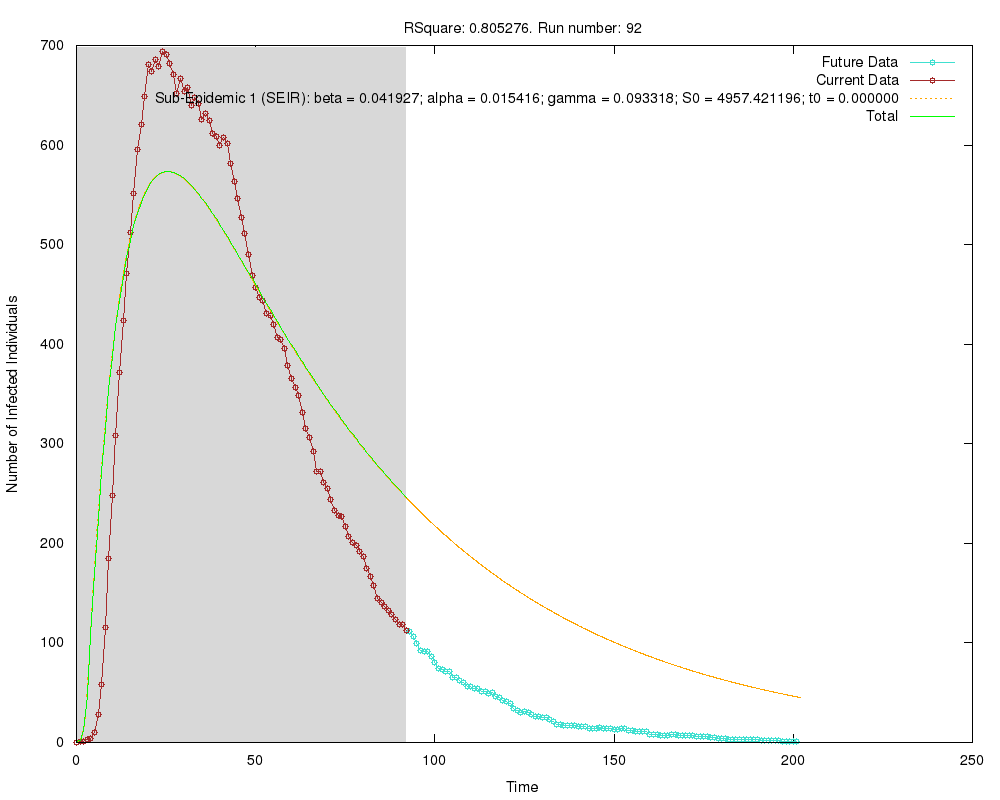 RSquare: 0.805276. Run number: 92
700
Future Data
Current Data
Sub-Epidemic 1 (SEIR): beta = 0.041927; alpha = 0.015416; gamma = 0.093318; S0 = 4957.421196; t0 = 0.000000
Total
600
500
400
Number of Infected Individuals
300
200
100
0
0 50 100 150 200 250
Time